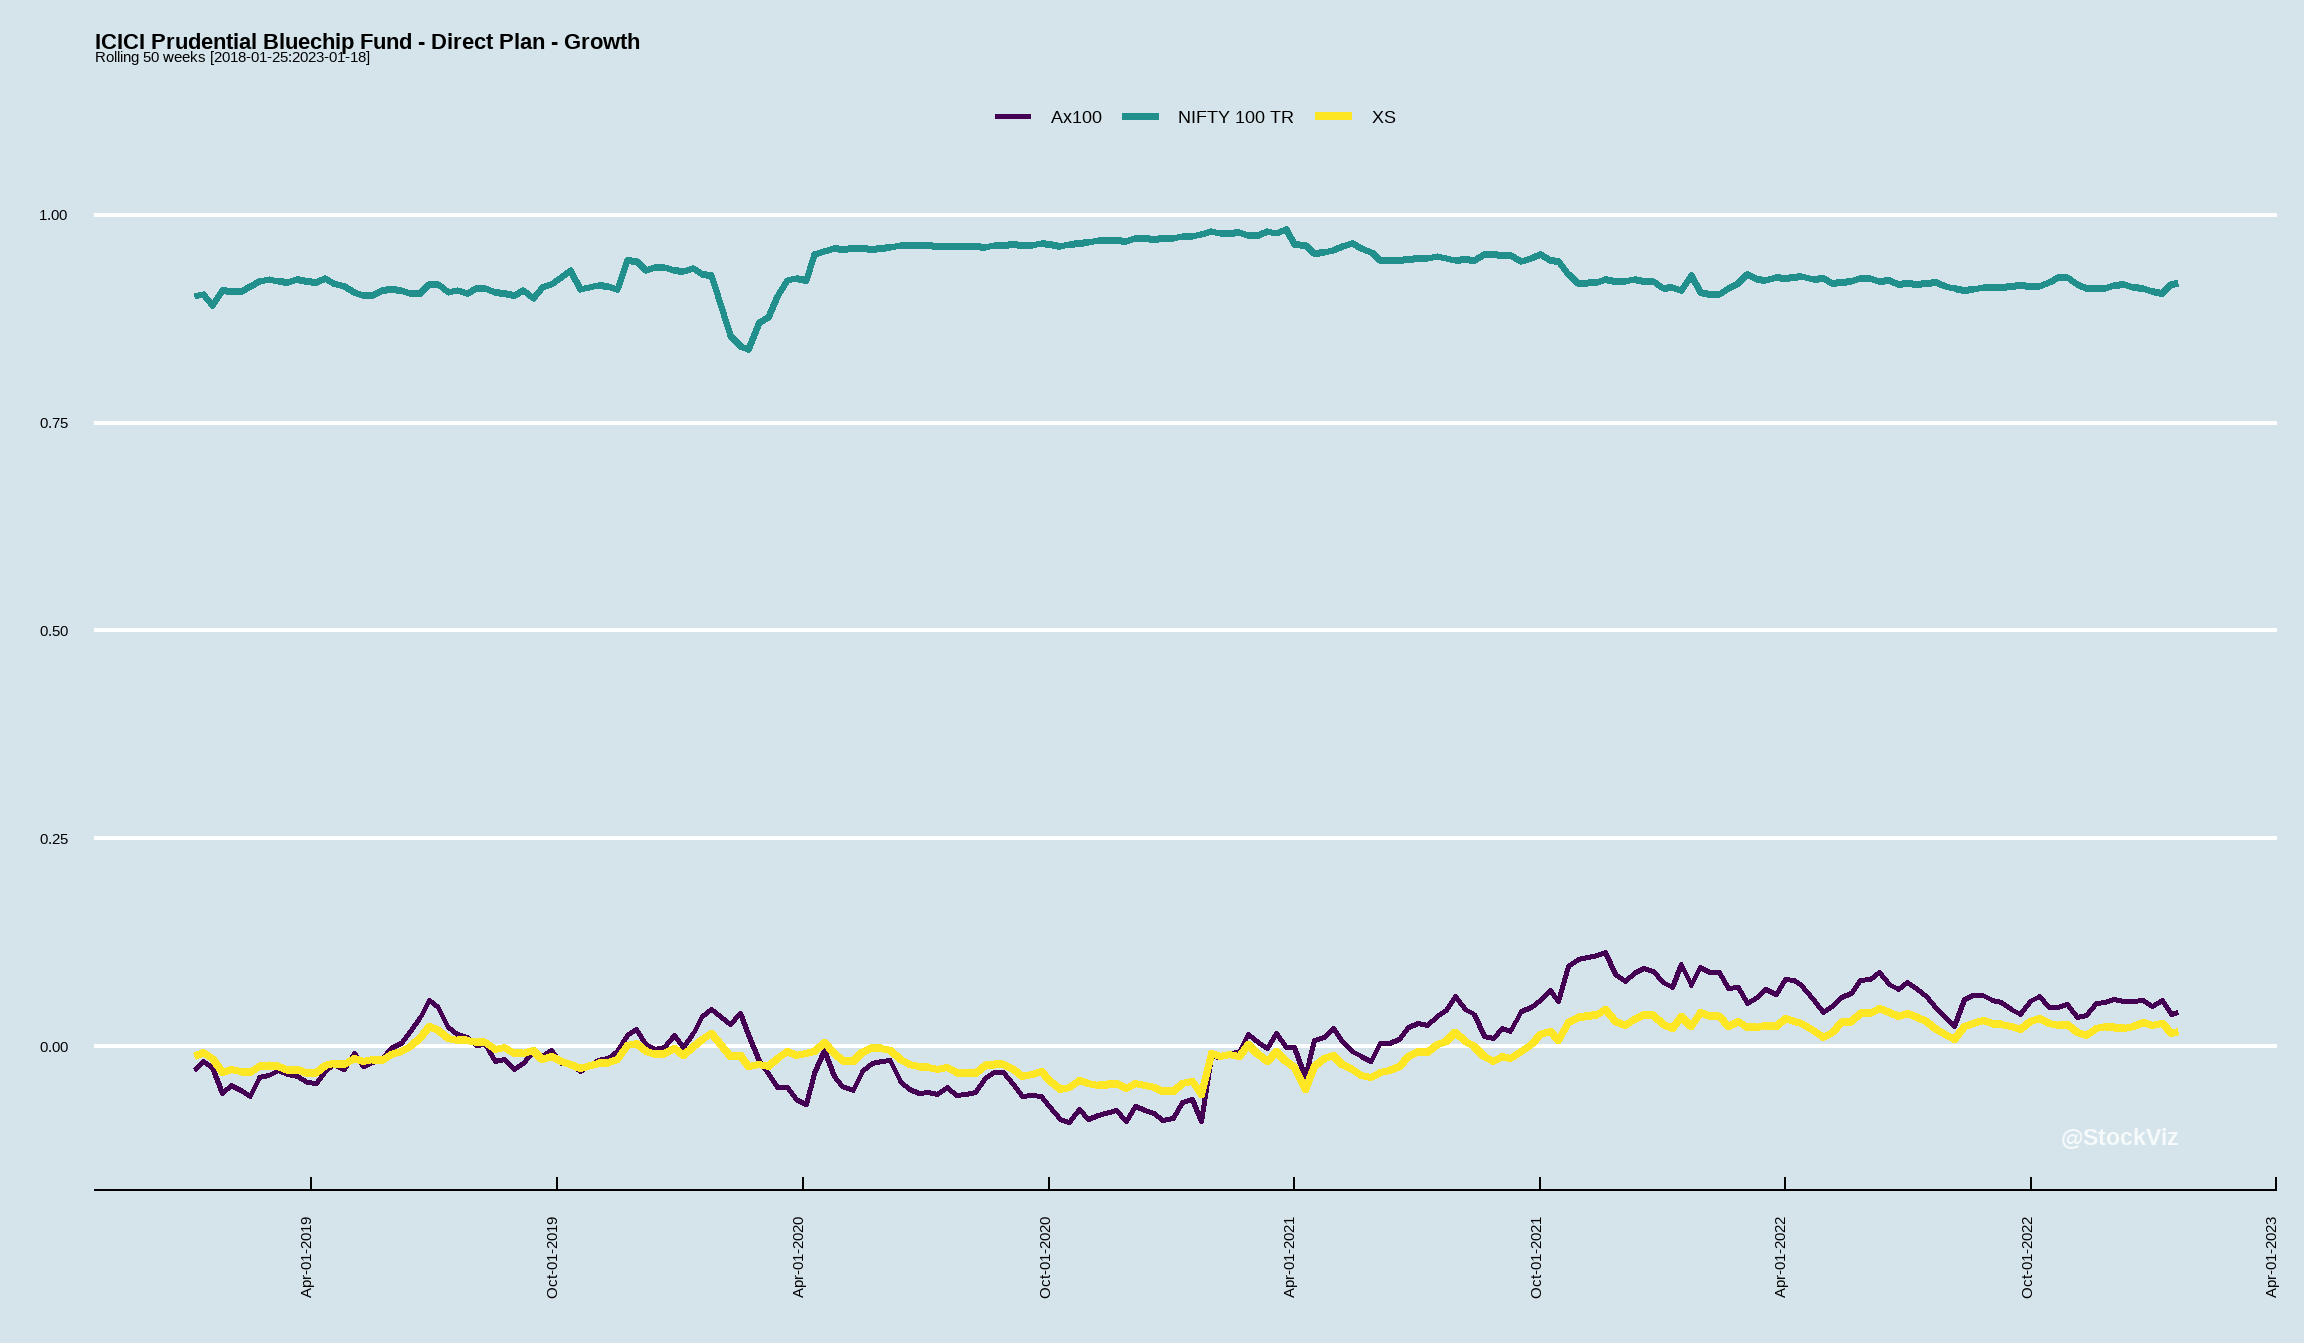 ICICI Prudential Bluechip Fund - Direct Plan - Growth
Rolling 50 weeks [2018-01-25:2023-01-18]
Ax100 NIFTY 100 TR XS
1.00
0.75
0.50
0.25
0.00
@StockViz
Apr-01-2019
Oct-01-2019
Apr-01-2020
Oct-01-2020
Apr-01-2021
Oct-01-2021
Apr-01-2022
Oct-01-2022
Apr-01-2023